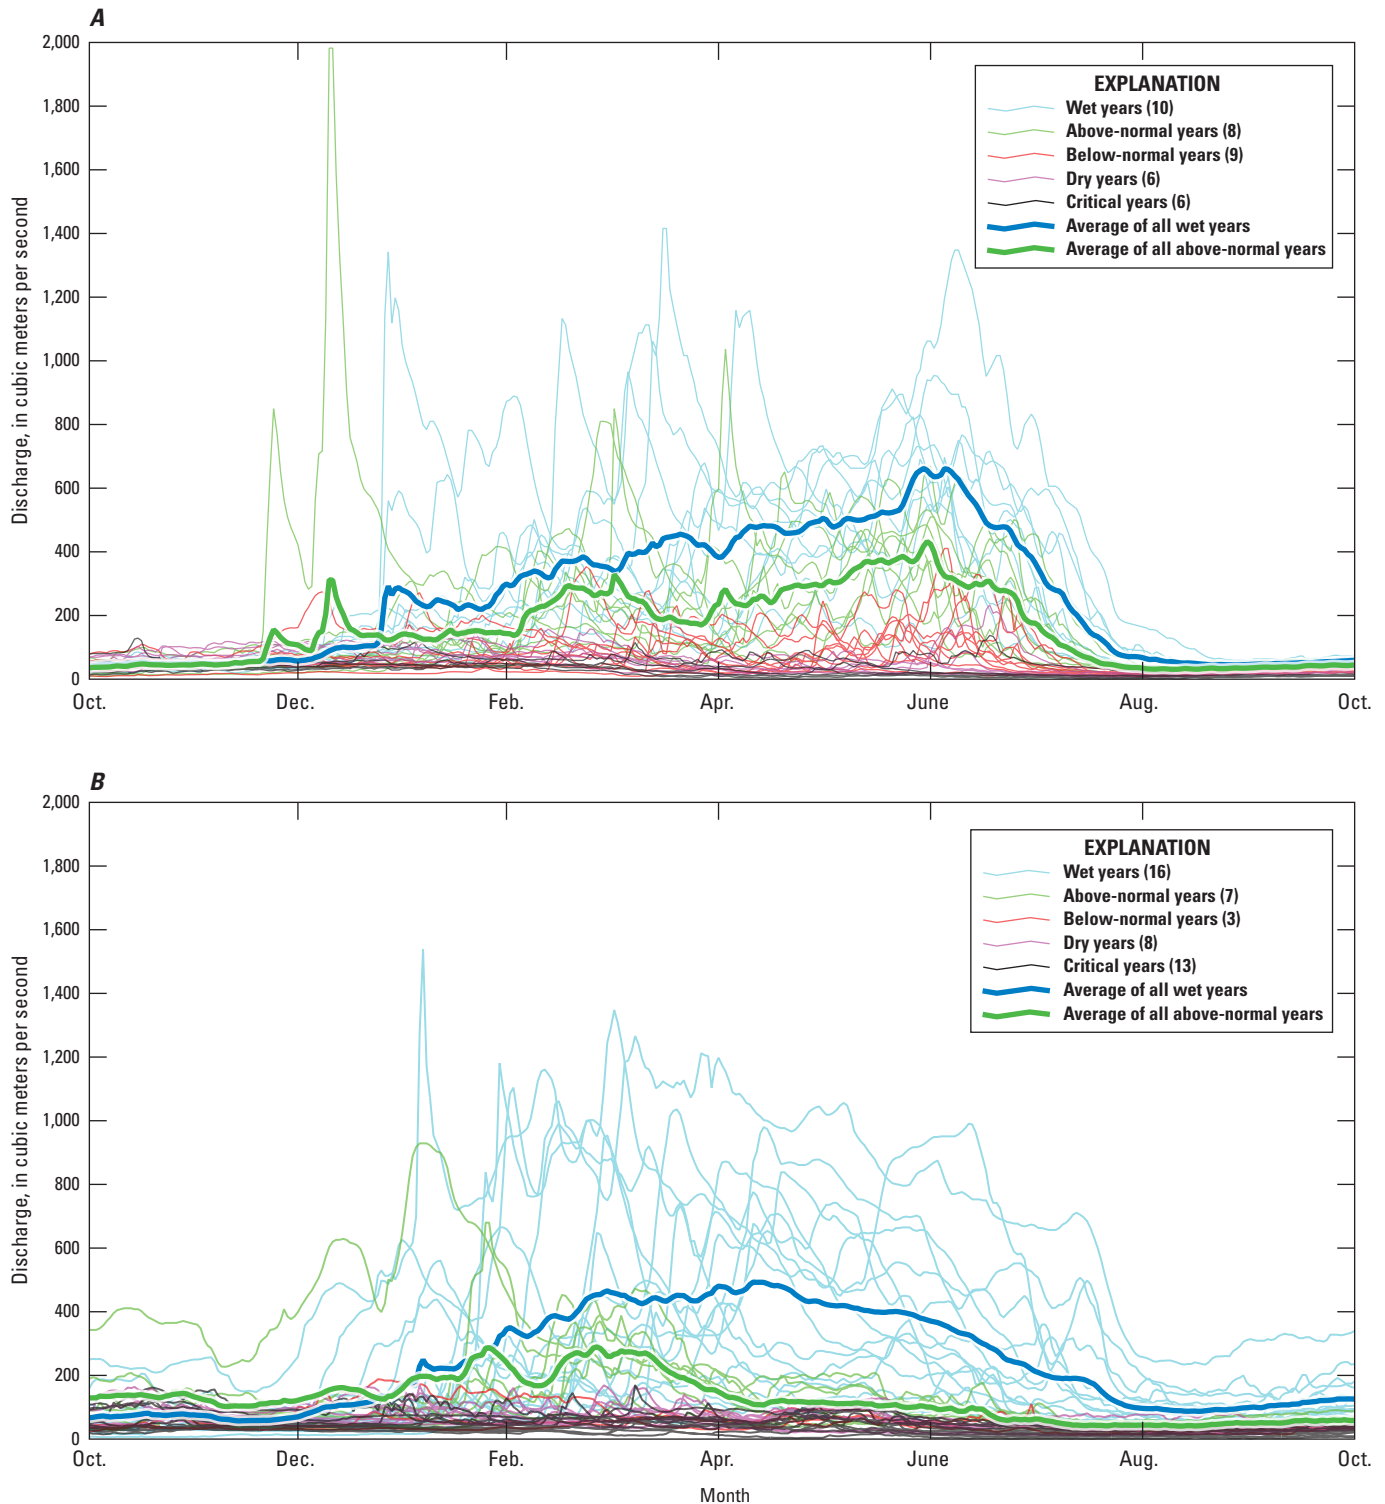 A
2,000
1,800
1,600
1,400
1,200
1,000
800
600
400
200
0
Discharge, in cubic meters per second
EXPLANATION
Wet years (10)
Above-normal years (8)
Below-normal years (9)
Dry years (6)
Critical years (6)
Average of all wet years
Average of all above-normal years
Oct. Dec. Feb. Apr. June Aug. Oct.
B
2,000
1,800
1,600
1,400
1,200
1,000
800
600
400
200
0
Discharge, in cubic meters per second
EXPLANATION
Wet years (16)
Above-normal years (7)
Below-normal years (3)
Dry years (8)
Critical years (13)
Average of all wet years
Average of all above-normal years
Oct. Dec. Feb. Apr. June Aug. Oct.
Month